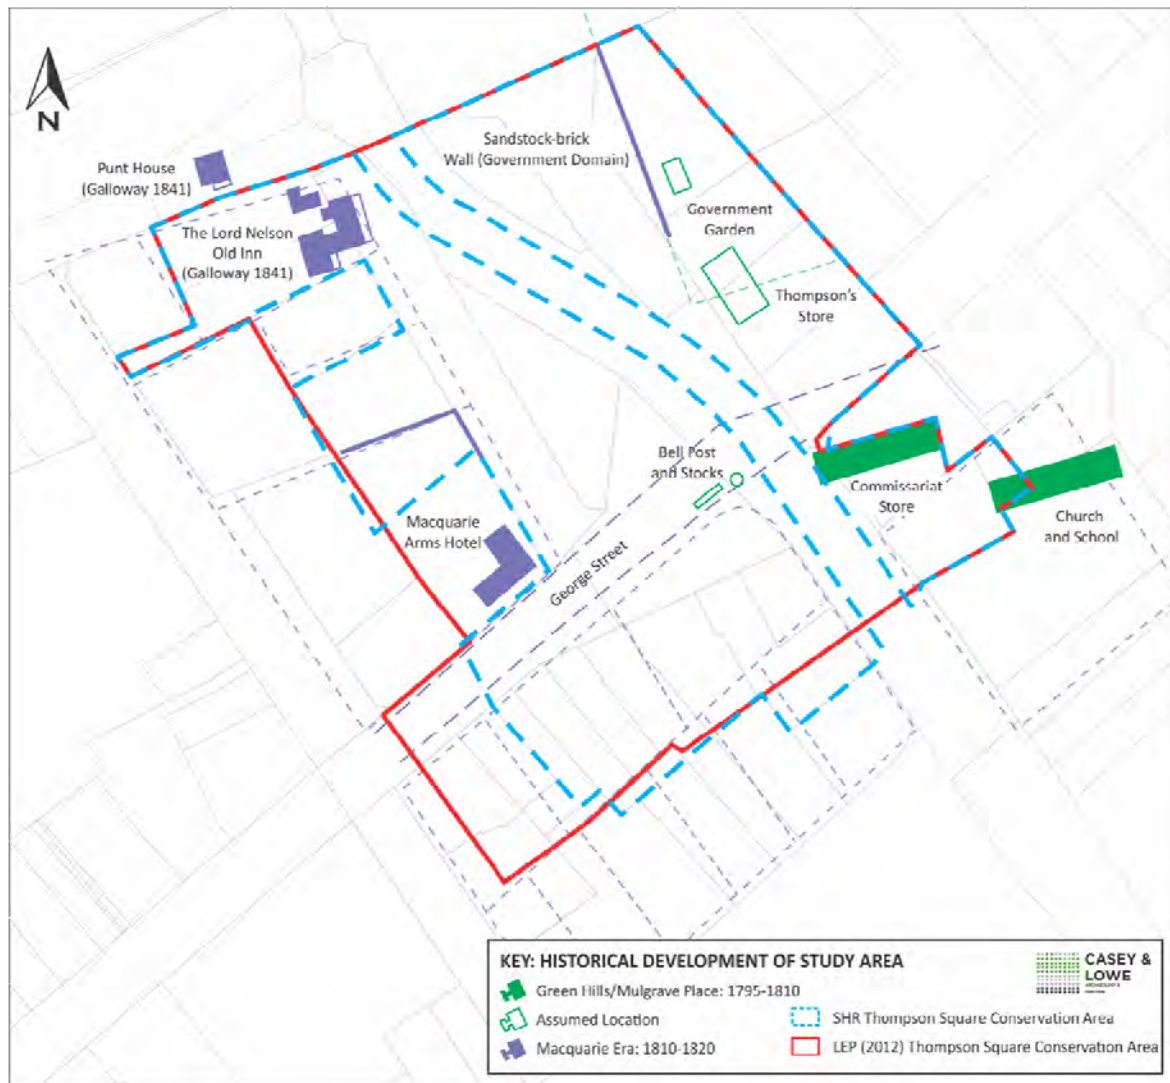 N
Punt House
(Galloway 1841)
The Lord Nelson
Old Inn
(Galloway 1841)
Sandstock-brick
Wall (Government Domain)
Government
Garden
Thompson's
Store
Bell Post
and Stocks
Commissariat
Store
Church
and School
Macquarie
Arms Hotel
George Street
KEY: HISTORICAL DEVELOPMENT OF STUDY AREA
CASEY &
LOWE
Green Hills/Mulgrave Place: 1795-1810
Assumed Location
Macquarie Era: 1810-1820
SHR Thompson Square Conservation Area
LEP (2012) Thompson Square Conservation Area